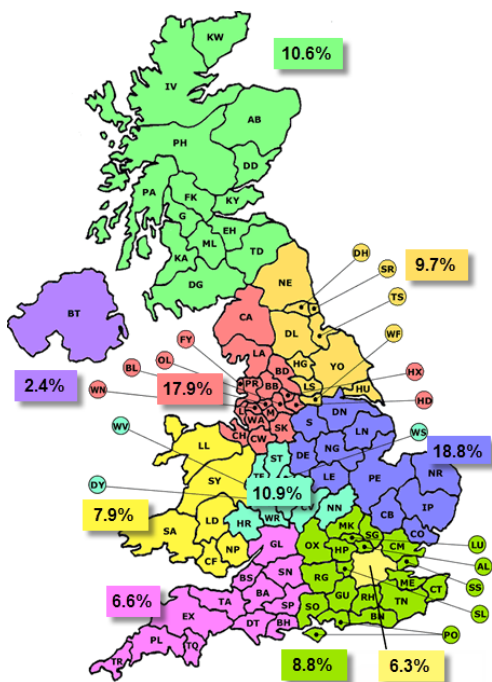 KW
10.6%
IV
AB
PH
DD
PA
FK
KY
G
EH
ML
TD
KA
DG
DH
NE
SR
9.7%
BT
CA
TS
DL
WF
FY
LA
HG
YO
OL
BD
BL
PR
BB
LS
HU
HX
2.4%
17.9%
WN
L
M
HD
WA
SK
S
DN
WV
CH
CW
LN
WS
LL
ST
DE
NG
18.8%
SY
TF
LE
PE
NR
DY
10.9%
7.9%
LD
HR
WR
CV
NN
CB
IP
SA
CO
CF
NP
GL
OX
MK
SG
LU
HP
CM
AL
BS
SN
RG
ME
SS
6.6%
BA
GU
RH
TN
CT
SL
TA
SP
SO
EX
DT
BH
BN
PO
PL
TQ
TR
8.8%
6.3%